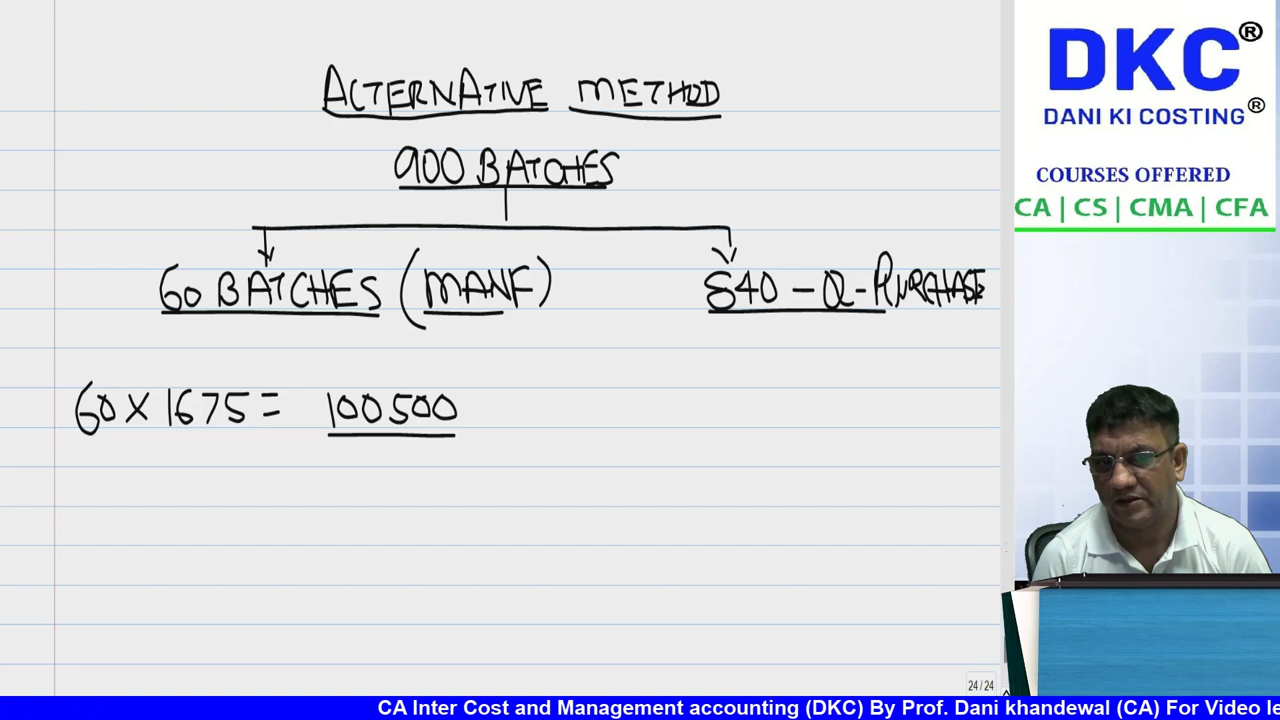 ALTERNATIVE METHOD
900 BATCHES
60 BATCHES (MANF) 840 - Q - PURCHASE
60 X 1675 = 100500
24 / 24
DKC®
DANI KI COSTING®
COURSES OFFERED
CA | CS | CMA | CFA
CA Inter Cost and Management accounting (DKC) By Prof. Dani khandewal (CA) For Video le